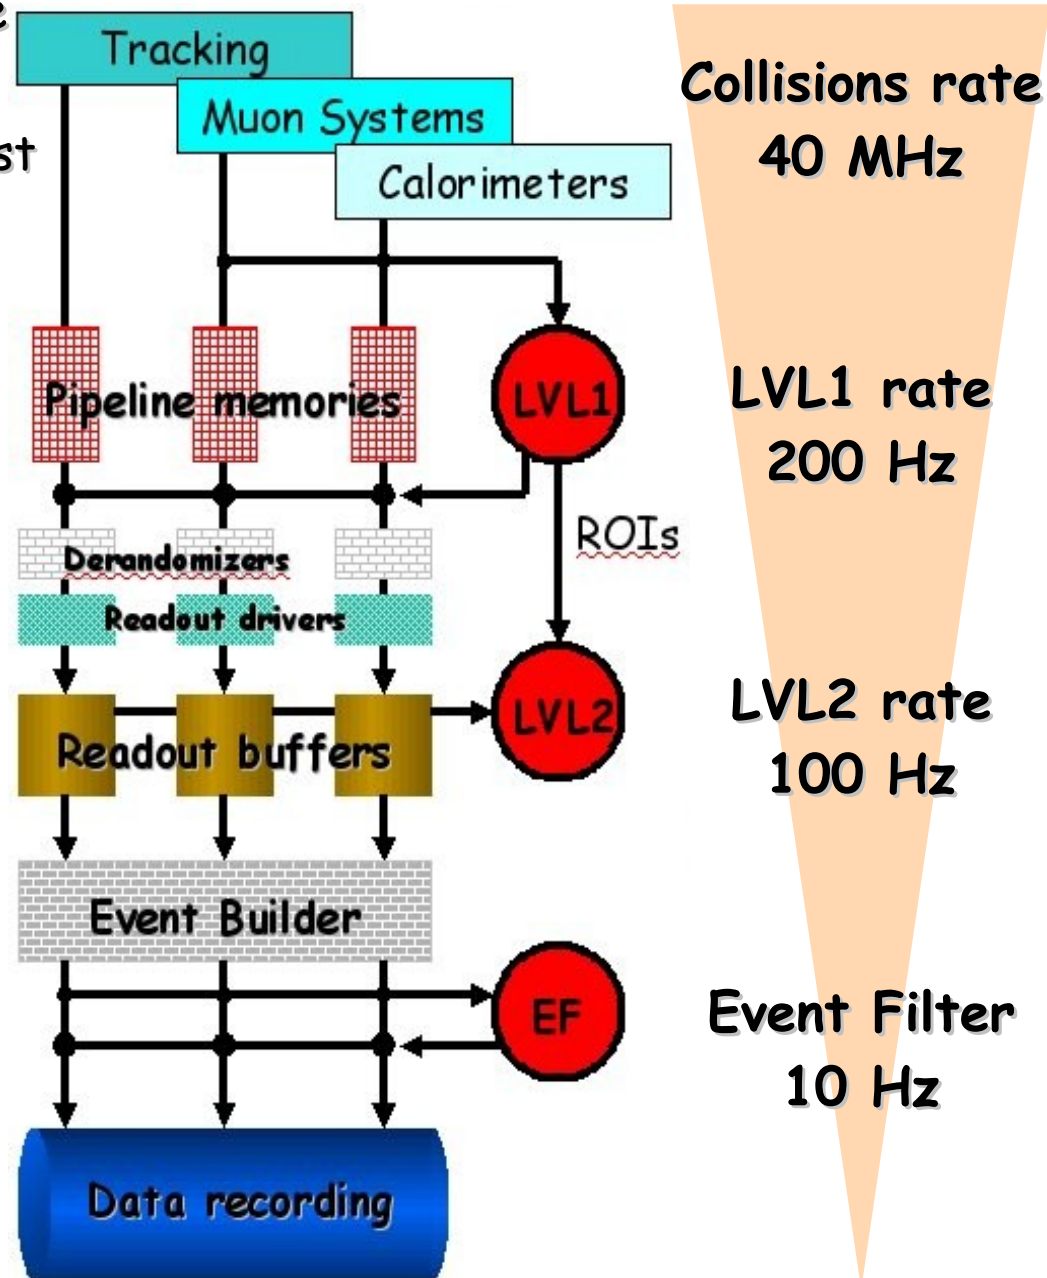 e
Tracking
Muon Systems
st
Calorimeters
Collisions rate
40 MHz
Pipeline memories
LVL1
LVL1 rate
200 Hz
ROIs
Derandomizers
Readout drivers
LVL2
LVL2 rate
100 Hz
Readout buffers
Event Builder
EF
Event Filter
10 Hz
Data recording